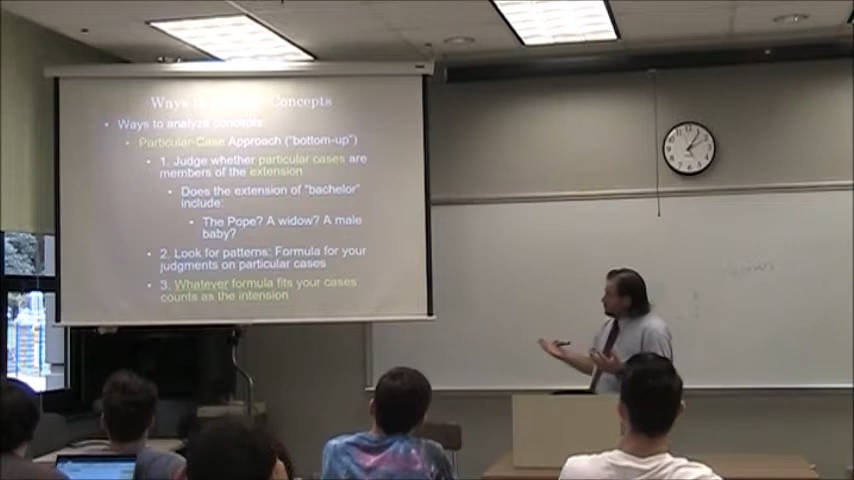 Ways Concepts
• Ways to analyze concepts:
• Particular-Case Approach ("bottom-up")
• 1. Judge whether particular cases are
members of the extension
• Does the extension of "bachelor"
include:
• The Pope? A widow? A male
baby?
• 2. Look for patterns: Formula for your
judgments on particular cases
• 3. Whatever formula fits your cases
counts as the intension